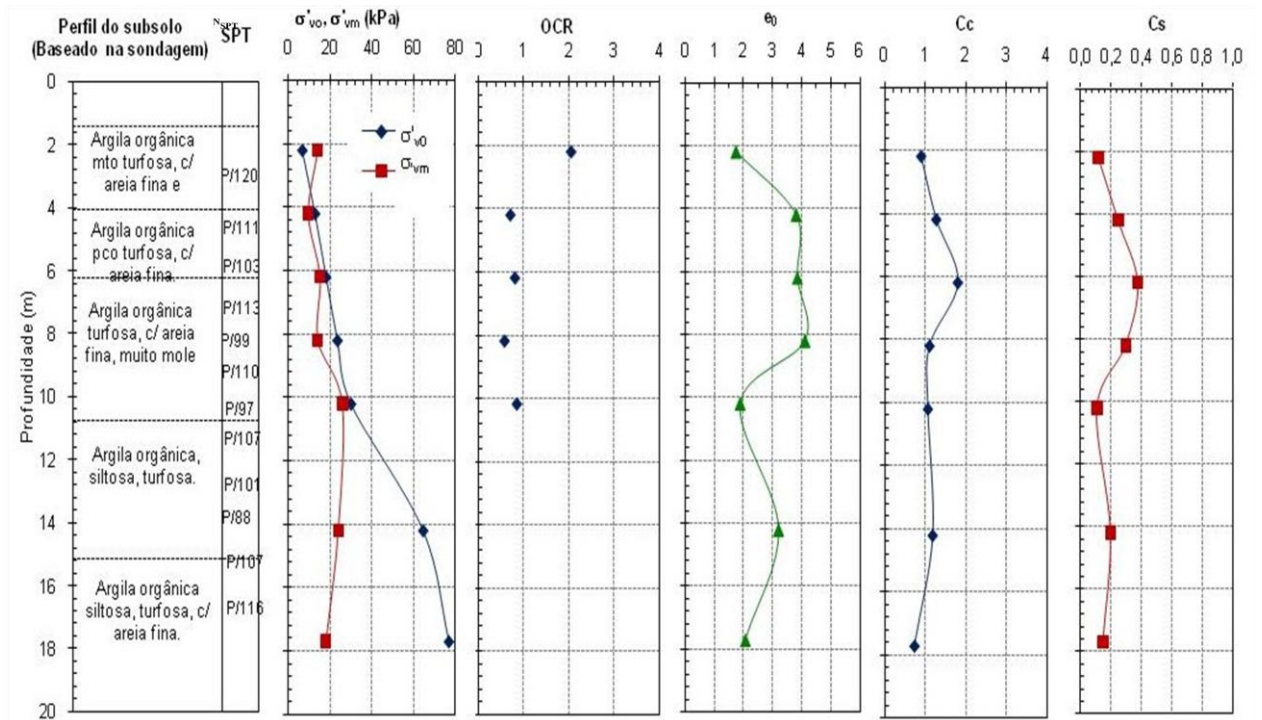 Perfil do subsolo
(Baseado na sondagem)
NSPT
SPT
σ'vo, σ'vm (kPa)
0 20 40 60 80
OCR
0 1 2 3 4
e0
0 1 2 3 4 5 6
Cc
0 1 2 3 4
Cs
0,0 0,2 0,4 0,6 0,8 1,0
Profundidade (m)
0
2
4
6
8
10
12
14
16
18
20
Argila orgânica
mto turfosa, c/
areia fina e
Argila orgânica
pco turfosa, c/
areia fina.
Argila orgânica
turfosa, c/ areia
fina, muito mole
Argila orgânica,
siltosa, turfosa.
Argila orgânica
siltosa, turfosa, c/
areia fina.
P/120
P/111
P/103
P/113
P/99
P/110
P/97
P/107
P/101
P/88
P/107
P/116
σ'v0
σ'vm